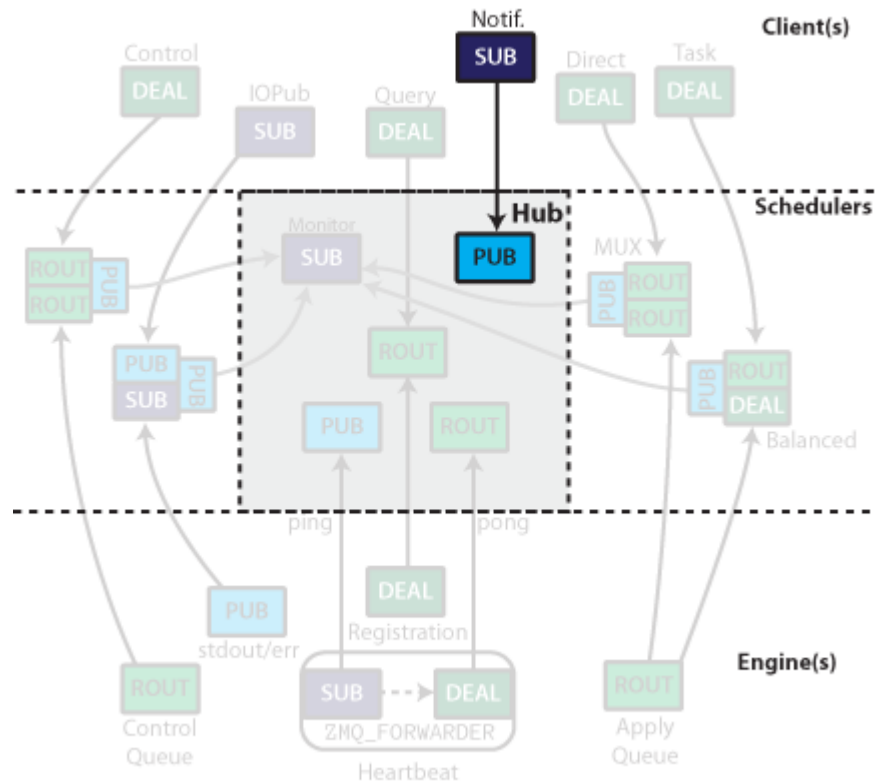 Notif.
Client(s)
Control
SUB
Direct
Task
DEAL
IOPub
Query
DEAL
DEAL
SUB
DEAL
Schedulers
Hub
Monitor
MUX
ROUT
PUB
SUB
PUB
PUB
ROUT
ROUT
ROUT
PUB
PUB
ROUT
PUB
ROUT
SUB
DEAL
PUB
ROUT
Balanced
ping
pong
DEAL
PUB
Registration
stdout/err
Engine(s)
ROUT
SUB
DEAL
ROUT
Control
Queue
ZMQ_FORWARDER
Apply
Queue
Heartbeat